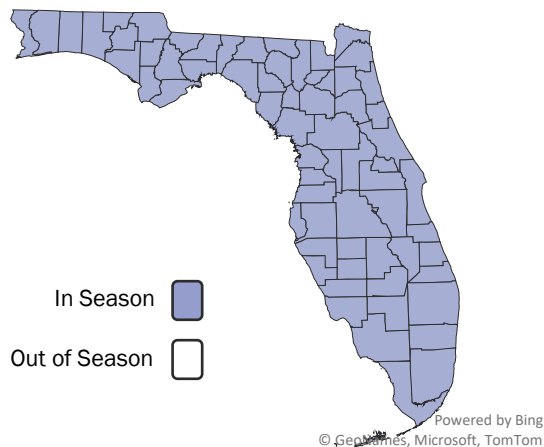 In Season
Out of Season
Powered by Bing
© GeoNames, Microsoft, TomTom